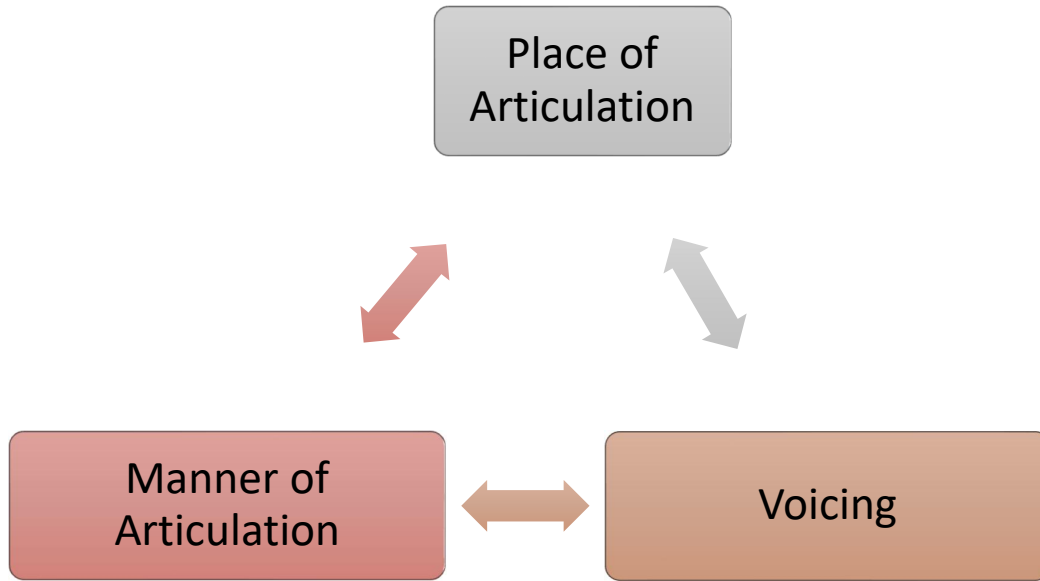 Place of
Articulation
Manner of
Articulation
Voicing